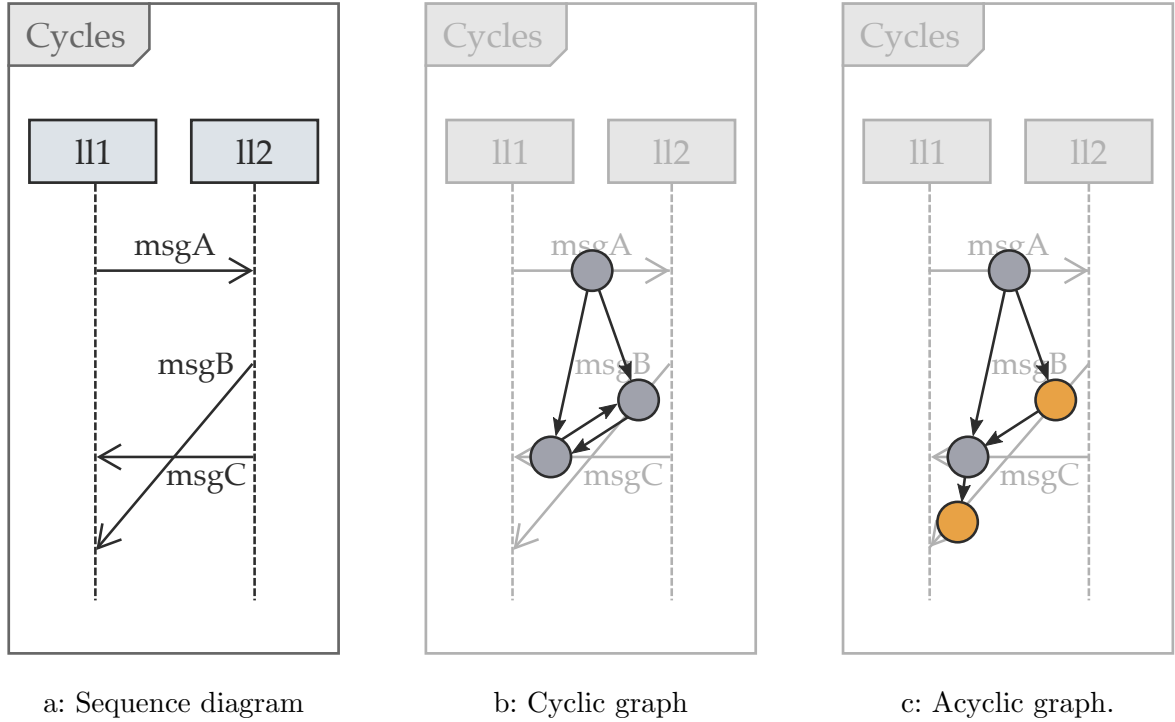 Cycles
ll1 ll2
msgA
msgB
msgC
Cycles
ll1 ll2
msgA
msgB
msgC
Cycles
ll1 ll2
msgA
msgB
msgC
a: Sequence diagram
b: Cyclic graph
c: Acyclic graph.